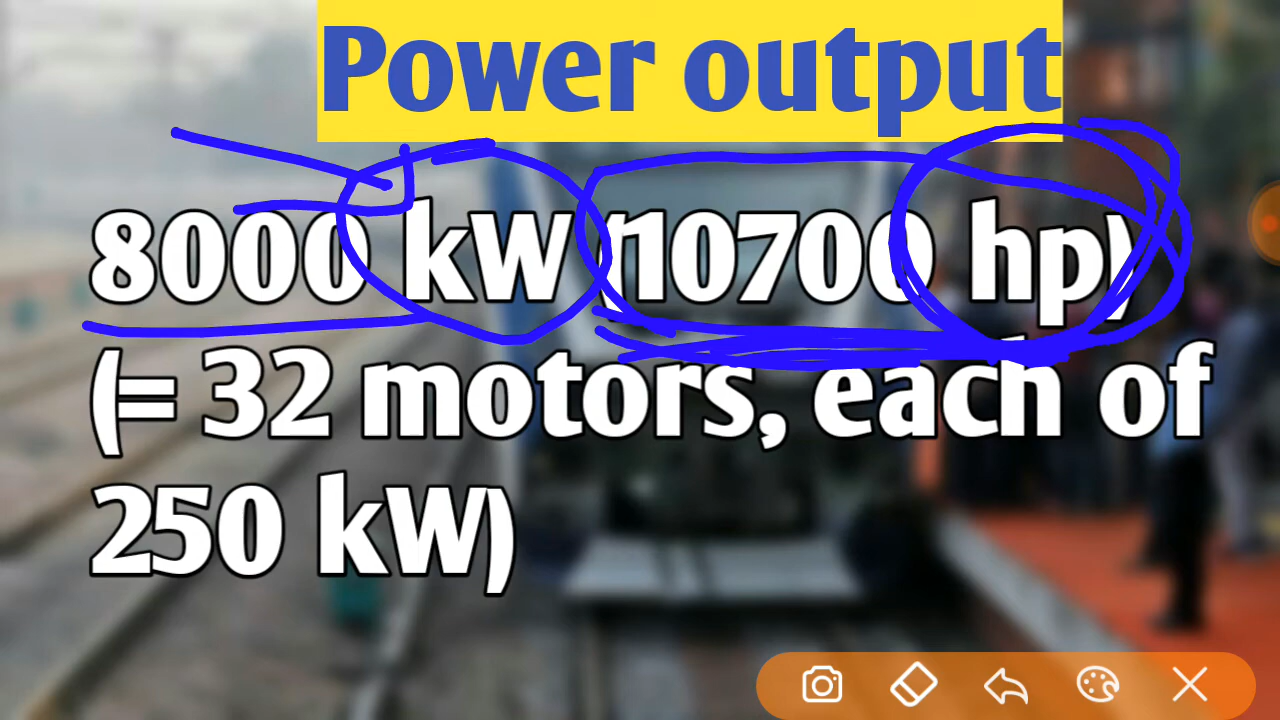 Power output
8000 kW (10700 hp)
(= 32 motors, each of
250 kW)